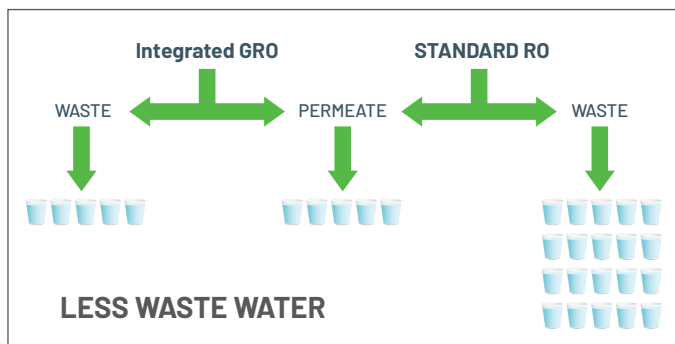 Integrated GRO
STANDARD RO
WASTE
PERMEATE
WASTE
LESS WASTE WATER